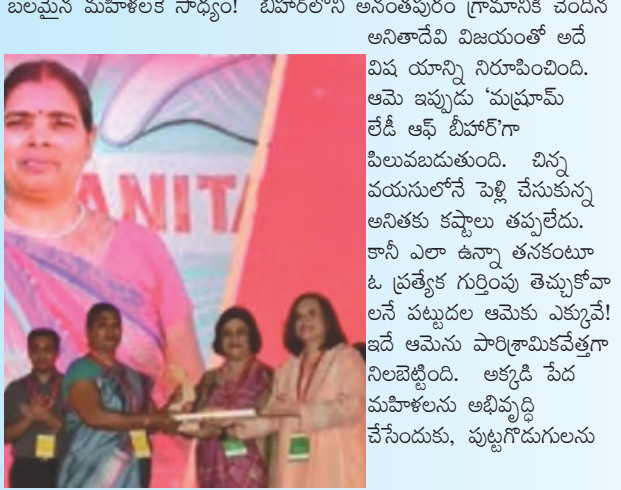 బలమైన మహిళలకే సాధ్యం! బీహార్‌లోని అనంతపురం గ్రామానికి చెందిన
అనితాదేవి విజయంతో అదే
విష యాన్ని నిరూపించింది.
ఆమె ఇప్పుడు ‘మష్రూమ్
లేడీ ఆఫ్ బీహార్’గా
పిలువబడుతుంది. చిన్న
వయసులోనే పెళ్లి చేసుకున్న
అనితకు కష్టాలు తప్పలేదు.
కానీ ఎలా ఉన్నా తనకంటూ
ఓ ప్రత్యేక గుర్తింపు తెచ్చుకోవా
లనే పట్టుదల ఆమెకు ఎక్కువే!
ఇదే ఆమెను పారిశ్రామికవేత్తగా
నిలబెట్టింది. అక్కడి పేద
మహిళలను అభివృద్ధి
చేసేందుకు, పుట్టగొడుగులను
ANITA